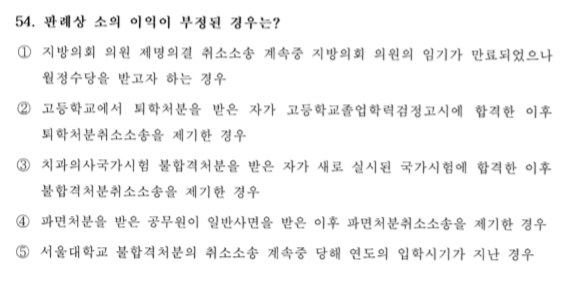 54. 판례상 소의 이익이 부정된 경우는?
① 지방의회 의원 제명의결 취소소송 계속중 지방의회 의원의 임기가 만료되었으나
월정수당을 받고자 하는 경우
② 고등학교에서 퇴학처분을 받은 자가 고등학교졸업학력검정고시에 합격한 이후
퇴학처분취소소송을 제기한 경우
③ 치과의사국가시험 불합격처분을 받은 자가 새로 실시된 국가시험에 합격한 이후
불합격처분취소소송을 제기한 경우
④ 파면처분을 받은 공무원이 일반사면을 받은 이후 파면처분취소소송을 제기한 경우
⑤ 서울대학교 불합격처분의 취소소송 계속중 당해 연도의 입학시기가 지난 경우